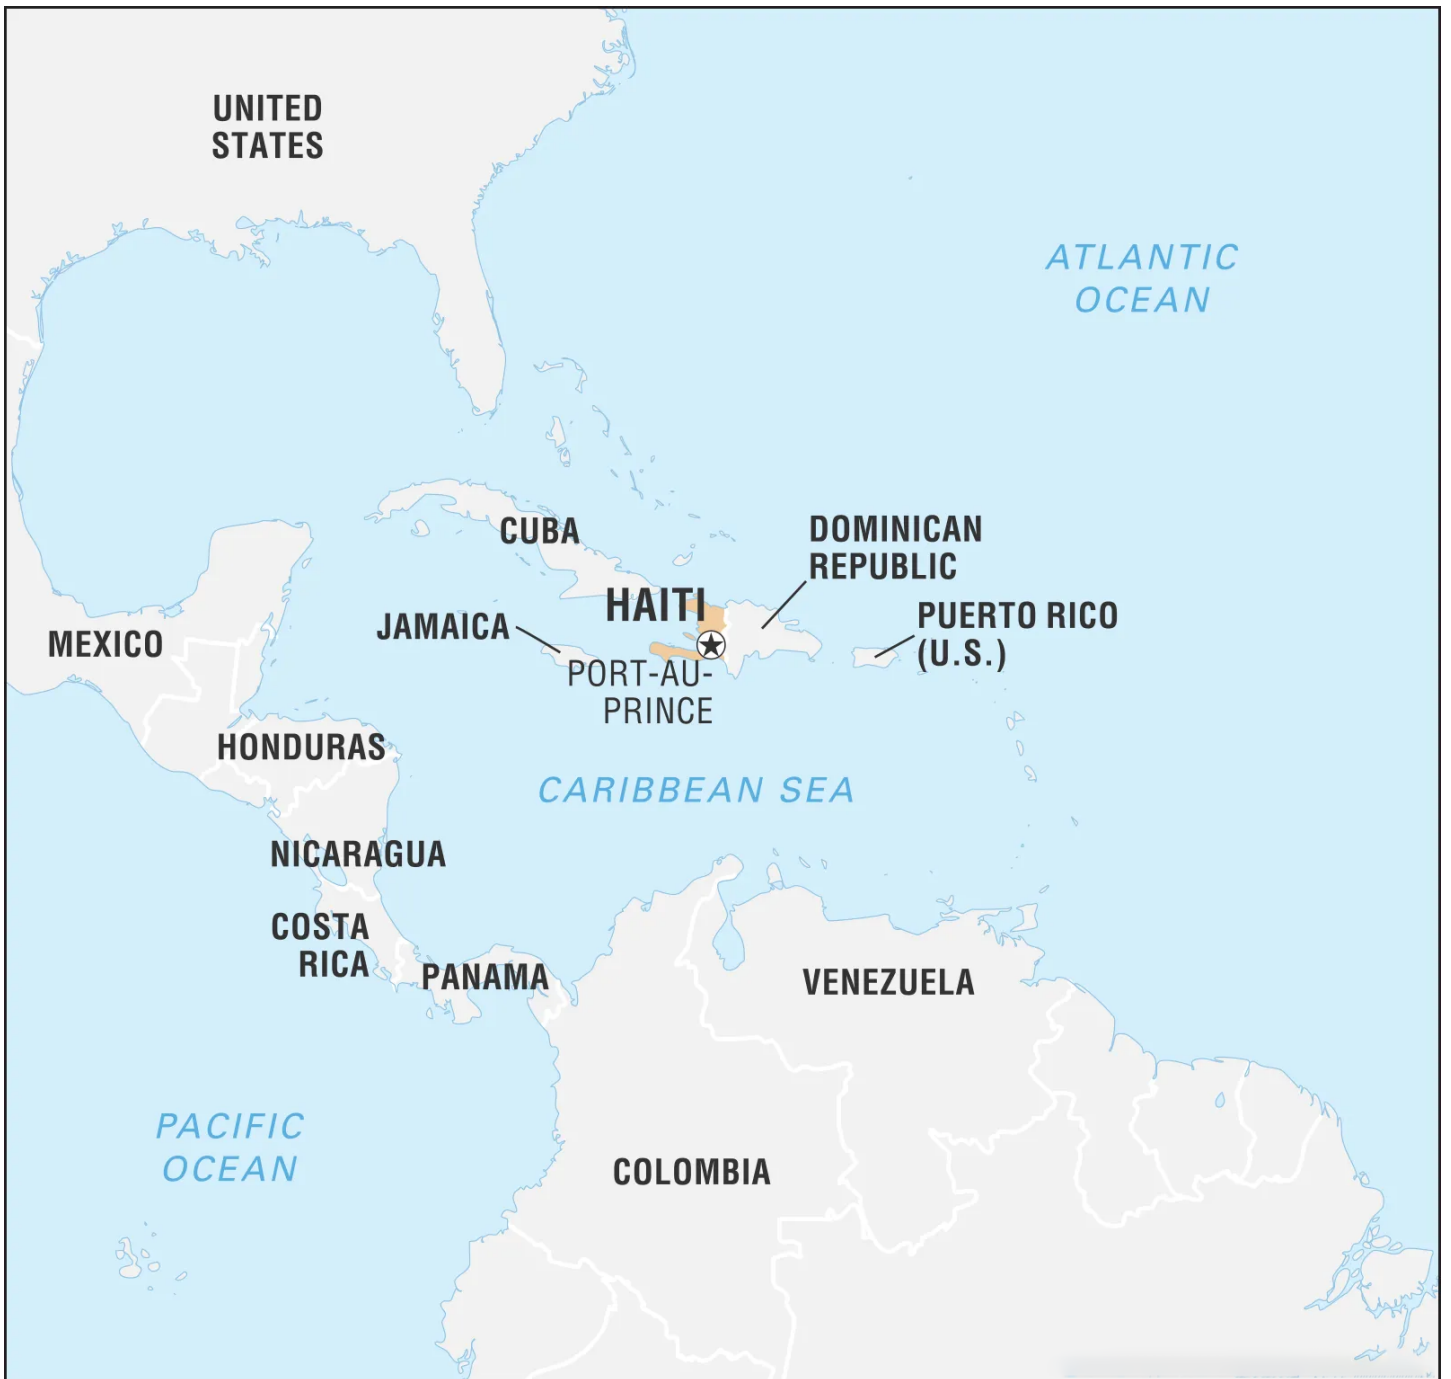 UNITED
STATES
ATLANTIC
OCEAN
CUBA
DOMINICAN
REPUBLIC
HAITI
JAMAICA
PUERTO RICO
(U.S.)
MEXICO
PORT-AU-
PRINCE
HONDURAS
CARIBBEAN SEA
NICARAGUA
COSTA
RICA
PANAMA
VENEZUELA
PACIFIC
OCEAN
COLOMBIA